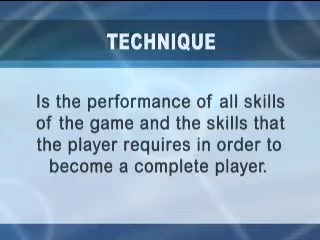 TECHNIQUE
Is the performance of all skills
of the game and the skills that
the player requires in order to
become a complete player.